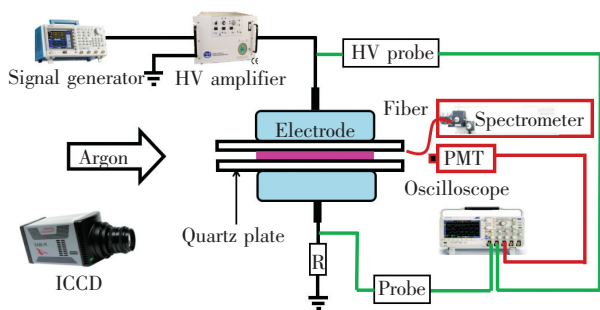 Signal generator
HV amplifier
HV probe
Fiber
Electrode
Spectrometer
Argon
PMT
Oscilloscope
Quartz plate
R
ICCD
Probe